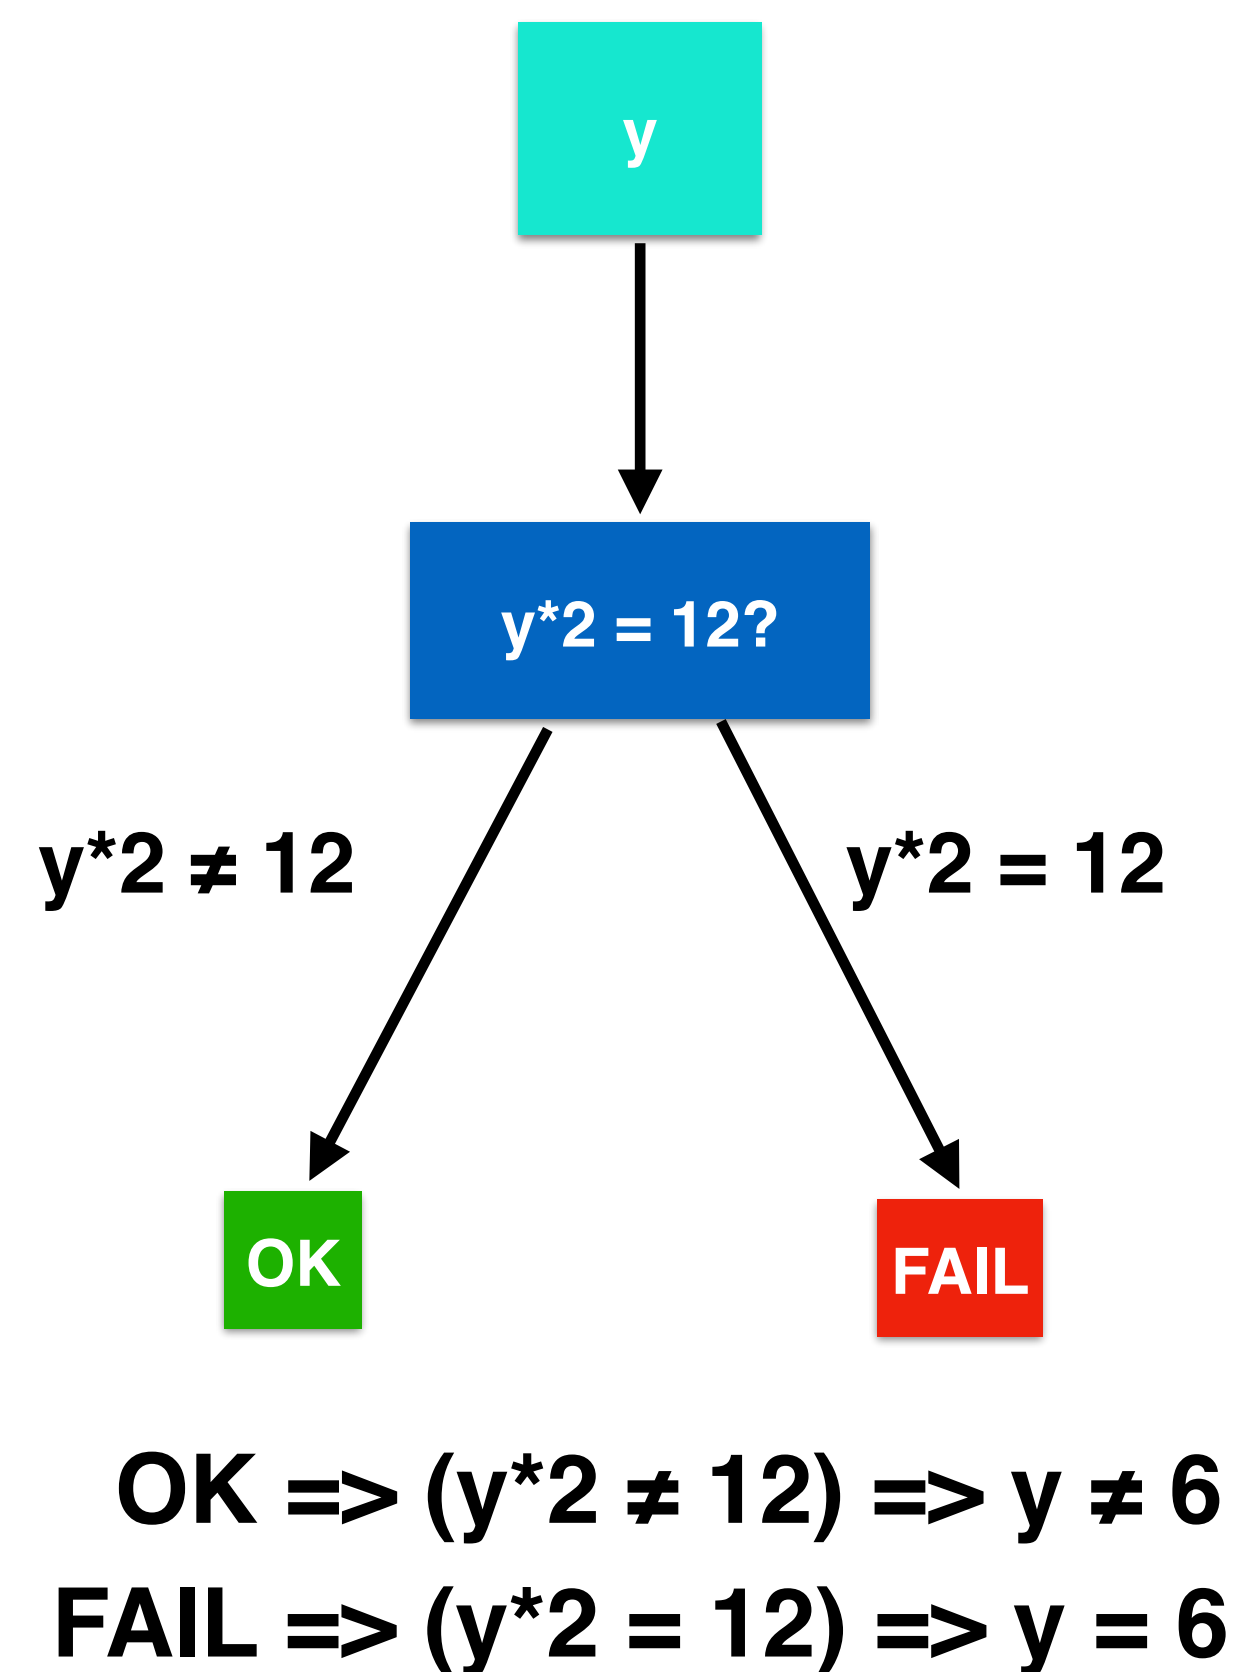 y
y*2 = 12?
y*2 ≠ 12
y*2 = 12
OK
FAIL
OK => (y*2 ≠ 12) => y ≠ 6
FAIL => (y*2 = 12) => y = 6